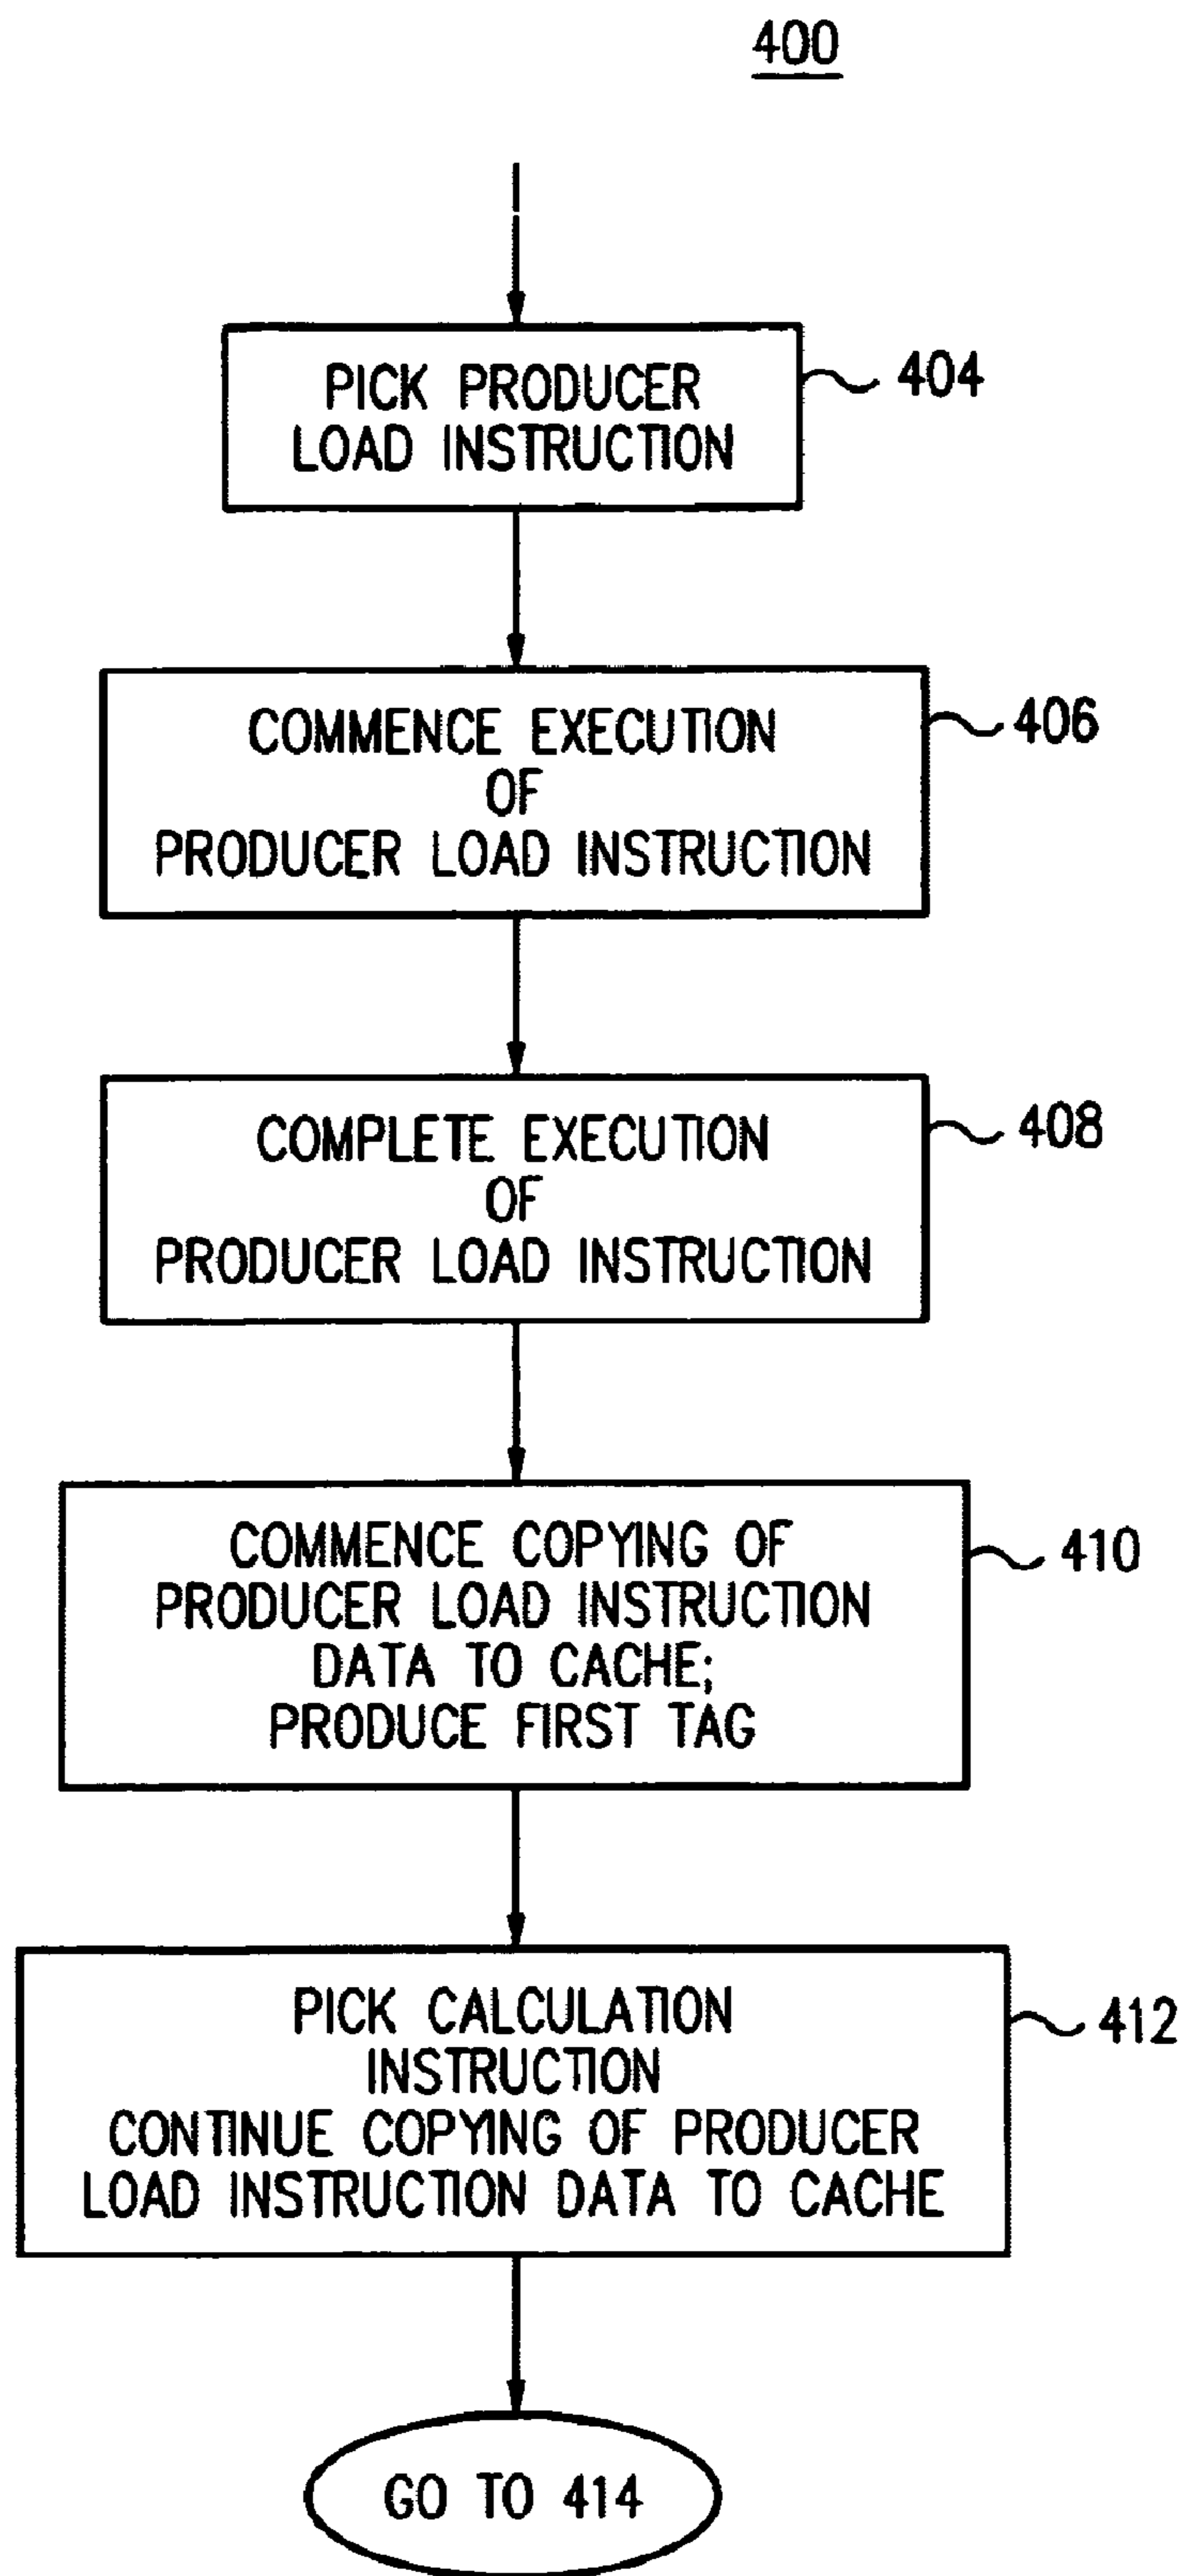 400
PICK PRODUCER
LOAD INSTRUCTION
404
COMMENCE EXECUTION
OF
PRODUCER LOAD INSTRUCTION
406
COMPLETE EXECUTION
OF
PRODUCER LOAD INSTRUCTION
408
COMMENCE COPYING OF
PRODUCER LOAD INSTRUCTION
DATA TO CACHE;
PRODUCE FIRST TAG
410
PICK CALCULATION
INSTRUCTION
CONTINUE COPYING OF PRODUCER
LOAD INSTRUCTION DATA TO CACHE
412
GO TO 414